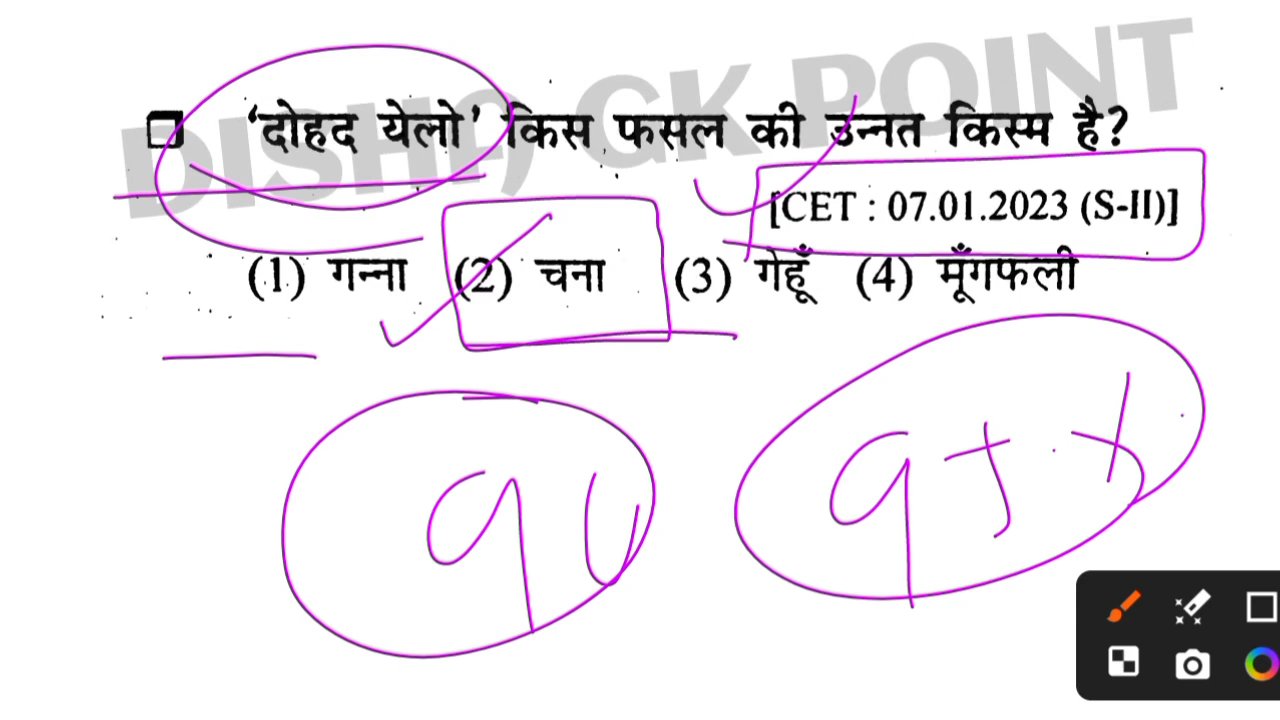 DISHA GK POINT
'दोहद येलो' किस फसल की उन्नत किस्म है?
[CET : 07.01.2023 (S-II)]
(1) गन्ना (2) चना (3) गेहूँ (4) मूँगफली